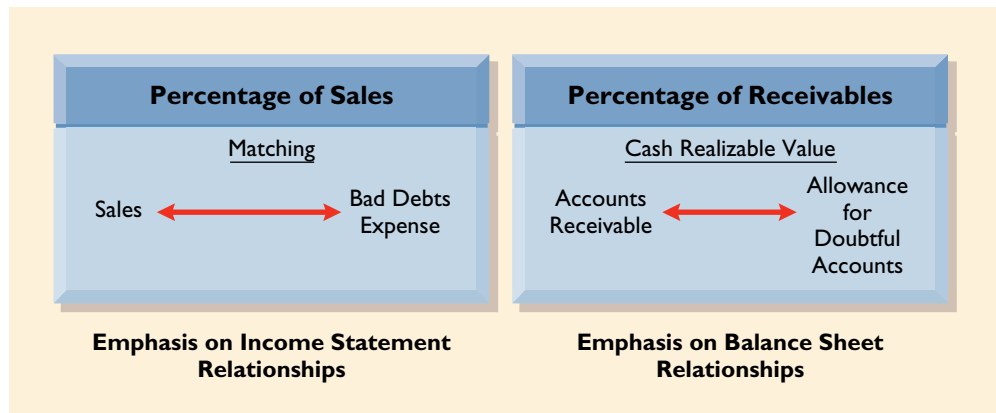 Percentage of Sales
Matching
Sales
Bad Debts
Expense
Emphasis on Income Statement
Relationships
Percentage of Receivables
Cash Realizable Value
Accounts
Receivable
Allowance
for
Doubtful
Accounts
Emphasis on Balance Sheet
Relationships